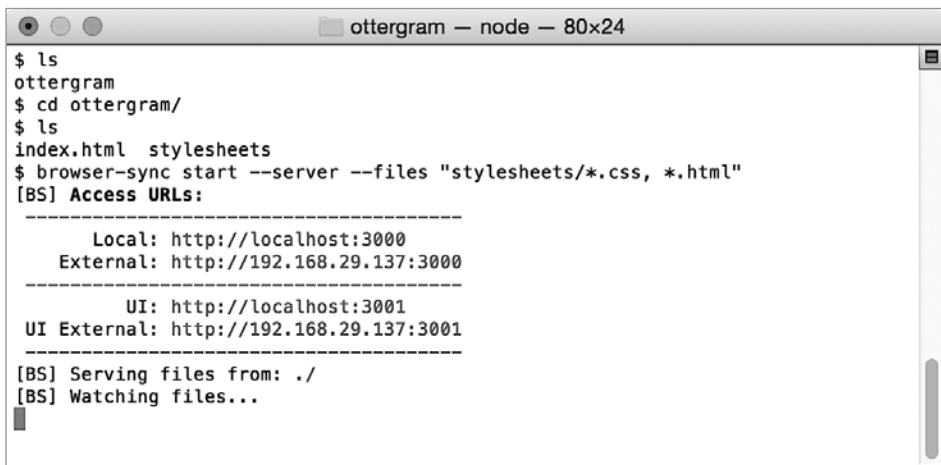 ottergram — node — 80×24
$ ls
ottergram
$ cd ottergram/
$ ls
index.html  stylesheets
$ browser-sync start --server --files "stylesheets/*.css, *.html"
[BS] Access URLs:
---------------------------------------
Local: http://localhost:3000
External: http://192.168.29.137:3000
---------------------------------------
UI: http://localhost:3001
UI External: http://192.168.29.137:3001
---------------------------------------
[BS] Serving files from: ./
[BS] Watching files...